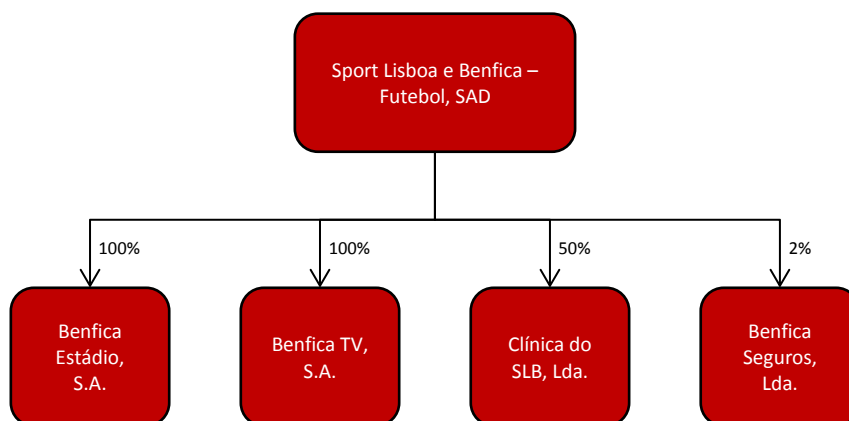 Sport Lisboa e Benfica –
Futebol, SAD
100%
100%
50%
2%
Benfica
Estádio,
S.A.
Benfica TV,
S.A.
Clínica do
SLB, Lda.
Benfica
Seguros,
Lda.